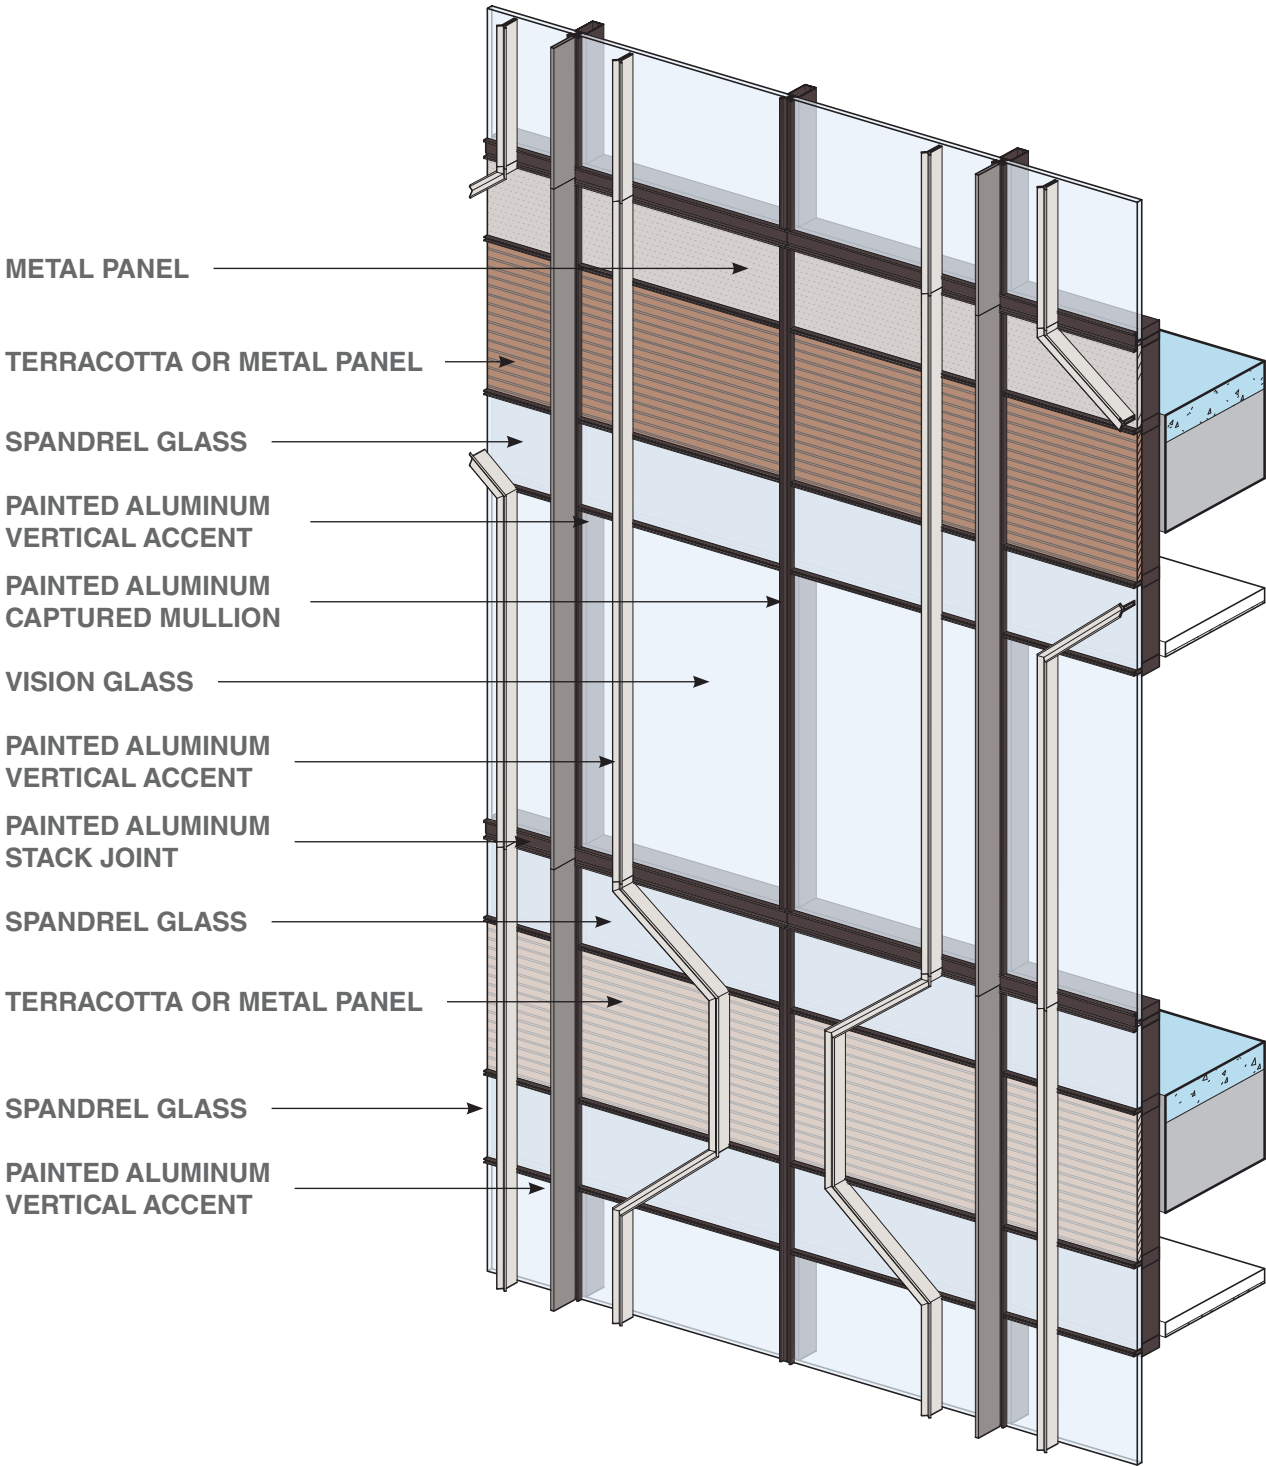 METAL PANEL
TERRACOTTA OR METAL PANEL
SPANDREL GLASS
PAINTED ALUMINUM
VERTICAL ACCENT
PAINTED ALUMINUM
CAPTURED MULLION
VISION GLASS
PAINTED ALUMINUM
VERTICAL ACCENT
PAINTED ALUMINUM
STACK JOINT
SPANDREL GLASS
TERRACOTTA OR METAL PANEL
SPANDREL GLASS
PAINTED ALUMINUM
VERTICAL ACCENT